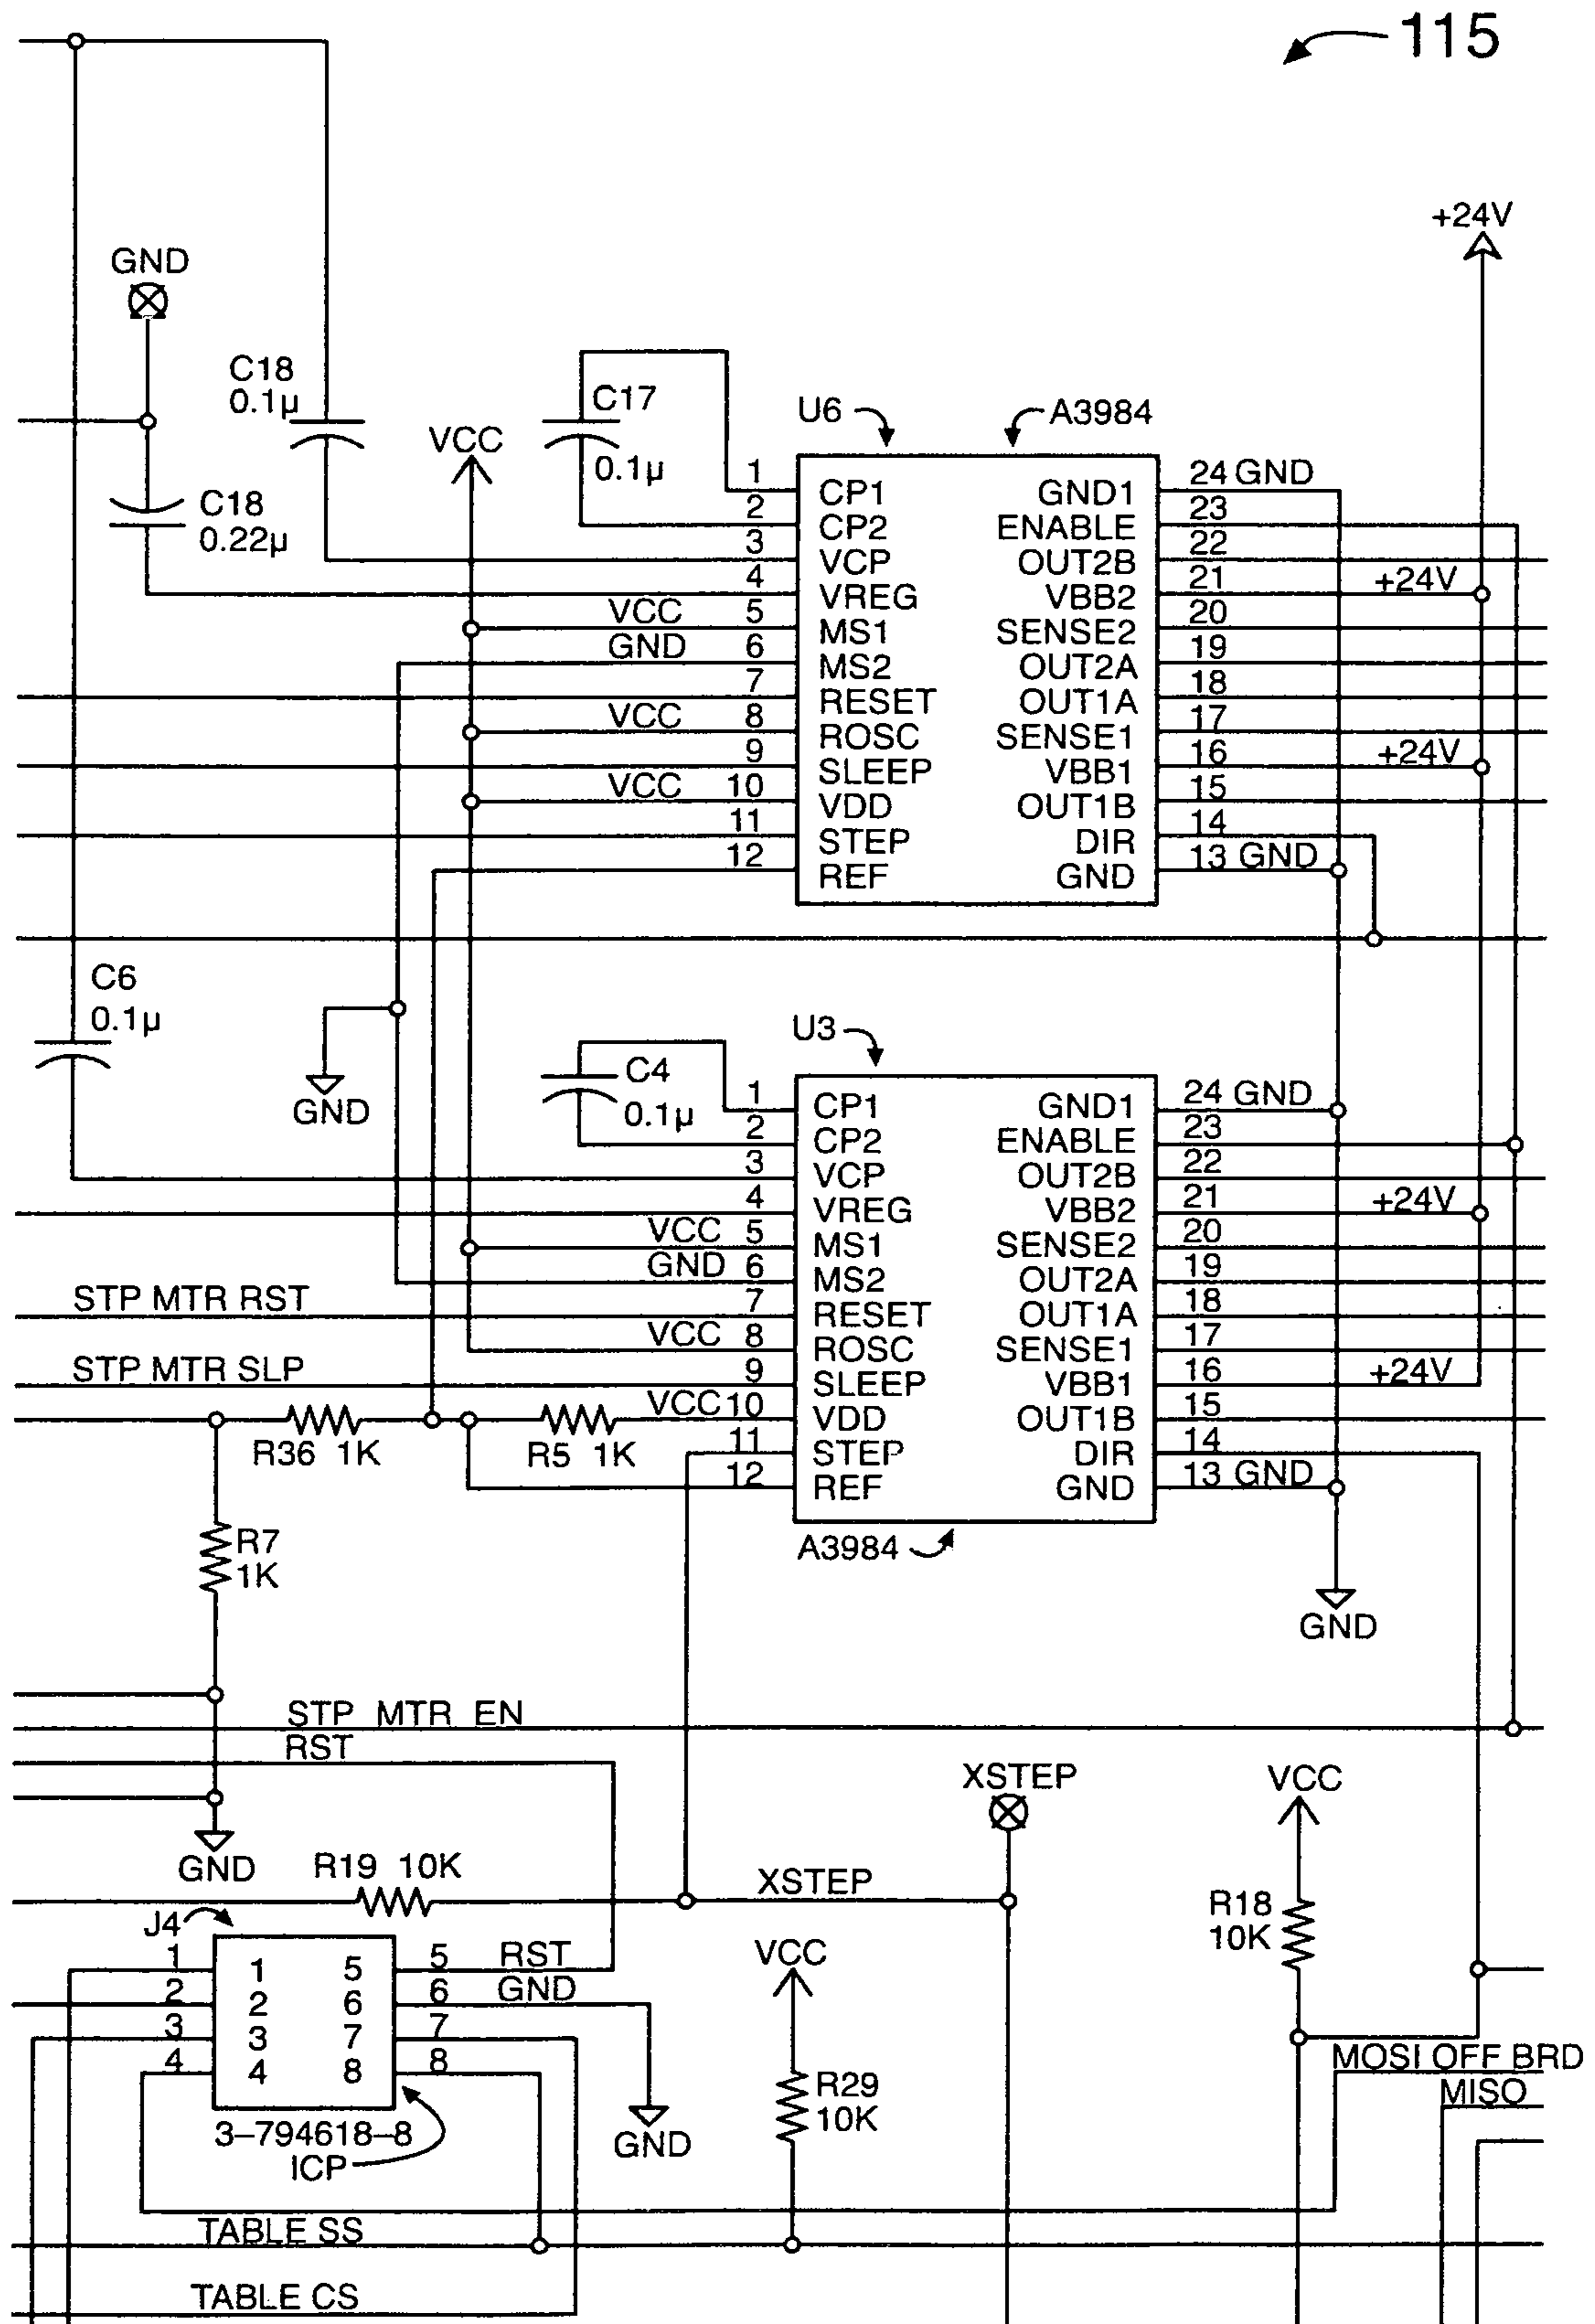 115
+24V
GND
C18
0.1µ
C17
0.1µ
U6
A3984
VCC
C18
0.22µ
1 CP1
2 CP2
3 VCP
4 VREG
VCC 5 MS1
GND 6 MS2
7 RESET
VCC 8 ROSC
9 SLEEP
VCC 10 VDD
11 STEP
12 REF
GND1 24 GND
ENABLE 23
OUT2B 22
VBB2 21 +24V
SENSE2 20
OUT2A 19
OUT1A 18
SENSE1 17
VBB1 16 +24V
OUT1B 15
DIR 14
GND 13 GND
C6
0.1µ
GND
U3
C4
0.1µ
1 CP1
2 CP2
3 VCP
4 VREG
VCC 5 MS1
GND 6 MS2
STP MTR RST
7 RESET
VCC 8 ROSC
STP MTR SLP
9 SLEEP
VCC 10 VDD
11 STEP
12 REF
GND1 24 GND
ENABLE 23
OUT2B 22
VBB2 21 +24V
SENSE2 20
OUT2A 19
OUT1A 18
SENSE1 17
VBB1 16 +24V
OUT1B 15
DIR 14
GND 13 GND
R36 1K
R5 1K
A3984
R7
1K
GND
STP MTR EN
RST
XSTEP
VCC
GND
R19 10K
XSTEP
R18
10K
J4
1 1 5 5 RST
2 2 6 6 GND
3 3 7 7
4 4 8 8
VCC
R29
10K
MOSI OFF BRD
MISO
3–794618–8
ICP
GND
TABLE SS
TABLE CS